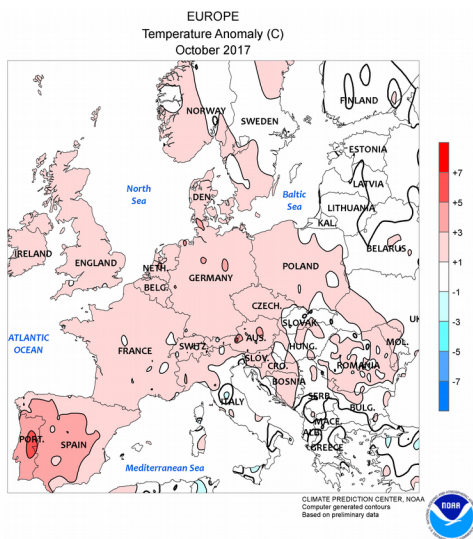 EUROPE
Temperature Anomaly (C)
October 2017
NORWAY
FINLAND
SWEDEN
ESTONIA
North
Sea
DEN.
Baltic
Sea
LATVIA
LITHUANIA
KAL.
BELARUS
IRELAND
ENGLAND
NETH.
BELG.
GERMANY
POLAND
CZECH.
SLOVAK.
ATLANTIC
OCEAN
FRANCE
SWTZ.
AUS.
HUNG.
MOL.
SLOV.
CRO.
ROMANIA
BOSNIA
ITALY
SERB.
BULG.
MACE.
ALB.
GREECE
PORT.
SPAIN
Mediterranean Sea
+7
+5
+3
+1
-1
-3
-5
-7
CLIMATE PREDICTION CENTER, NOAA
Computer generated contours
Based on preliminary data
NOAA